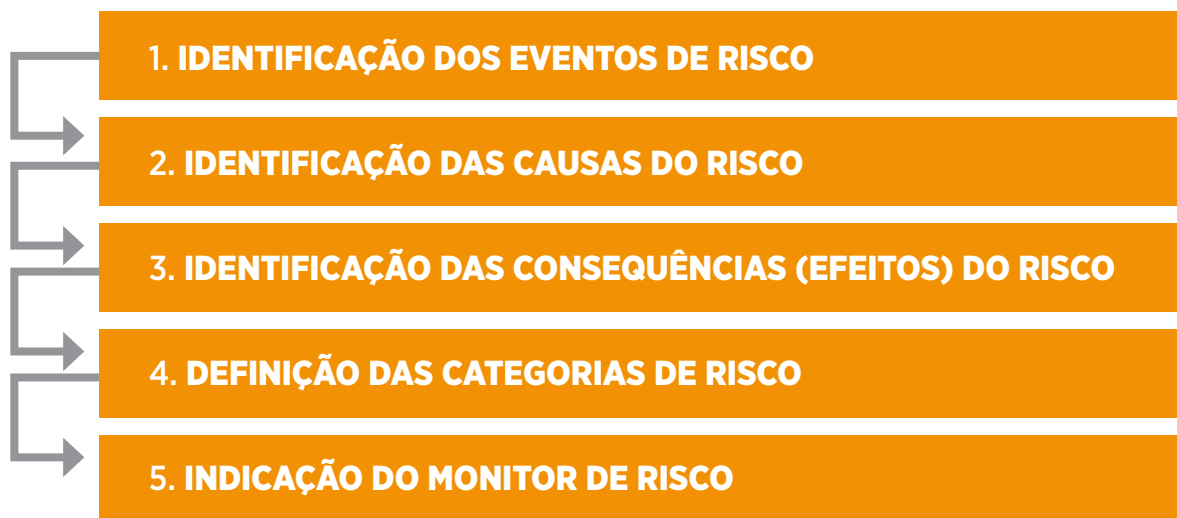 1. IDENTIFICAÇÃO DOS EVENTOS DE RISCO
2. IDENTIFICAÇÃO DAS CAUSAS DO RISCO
3. IDENTIFICAÇÃO DAS CONSEQUÊNCIAS (EFEITOS) DO RISCO
4. DEFINIÇÃO DAS CATEGORIAS DE RISCO
5. INDICAÇÃO DO MONITOR DE RISCO